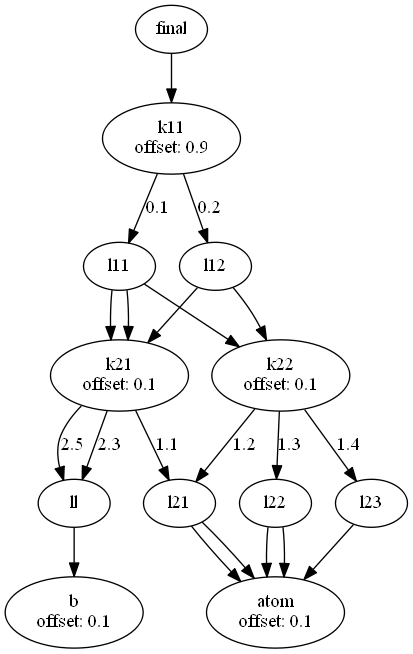 final
k11
offset: 0.9
0.1
0.2
l11
l12
k21
offset: 0.1
k22
offset: 0.1
2.5
2.3
1.1
1.2
1.3
1.4
ll
l21
l22
l23
b
offset: 0.1
atom
offset: 0.1